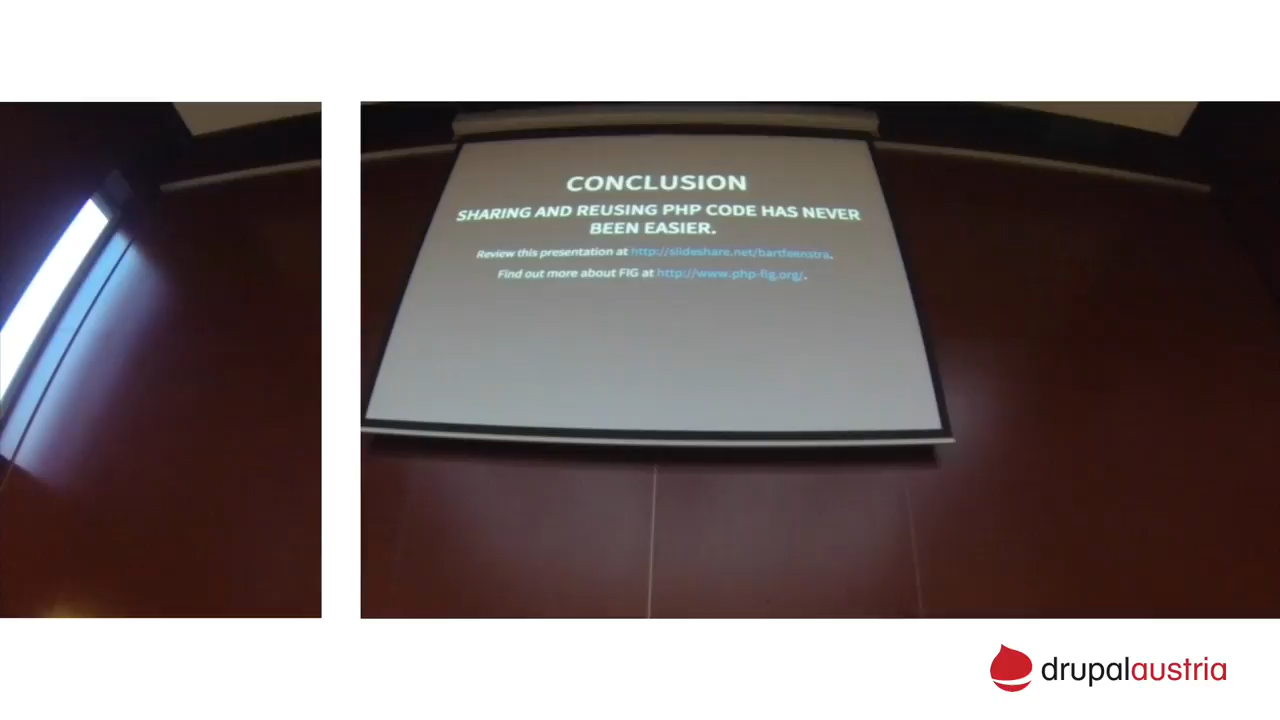 CONCLUSION
SHARING AND REUSING PHP CODE HAS NEVER
BEEN EASIER.
Review this presentation at http://slideshare.net/bartfeenstra.
Find out more about FIG at http://www.php-fig.org/.
drupalaustria